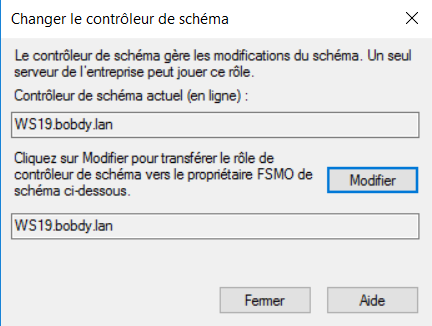 Changer le contrôleur de schéma
Le contrôleur de schéma gère les modifications du schéma. Un seul
serveur de l'entreprise peut jouer ce rôle.
Contrôleur de schéma actuel (en ligne) :
WS19.bobdy.lan
Cliquez sur Modifier pour transférer le rôle de
contrôleur de schéma vers le propriétaire FSMO de
schéma ci-dessous.
Modifier
WS19.bobdy.lan
Fermer
Aide